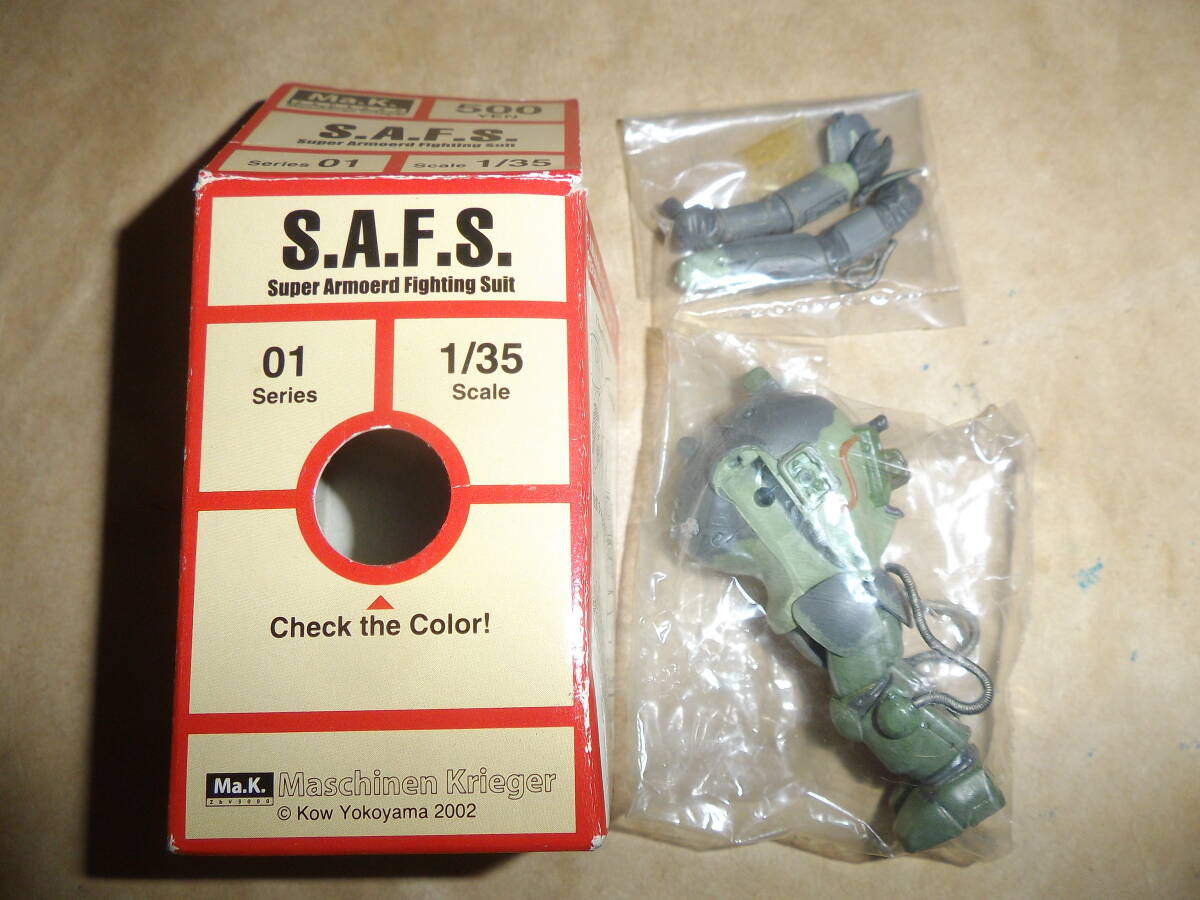 Ma.K.
500
YEN
S.A.F.S.
Super Armoerd Fighting Suit
Series 01
Scale 1/35
S.A.F.S.
Super Armoerd Fighting Suit
01
Series
1/35
Scale
Check the Color!
Ma.K.
ZbV3000
Maschinen Krieger
© Kow Yokoyama 2002